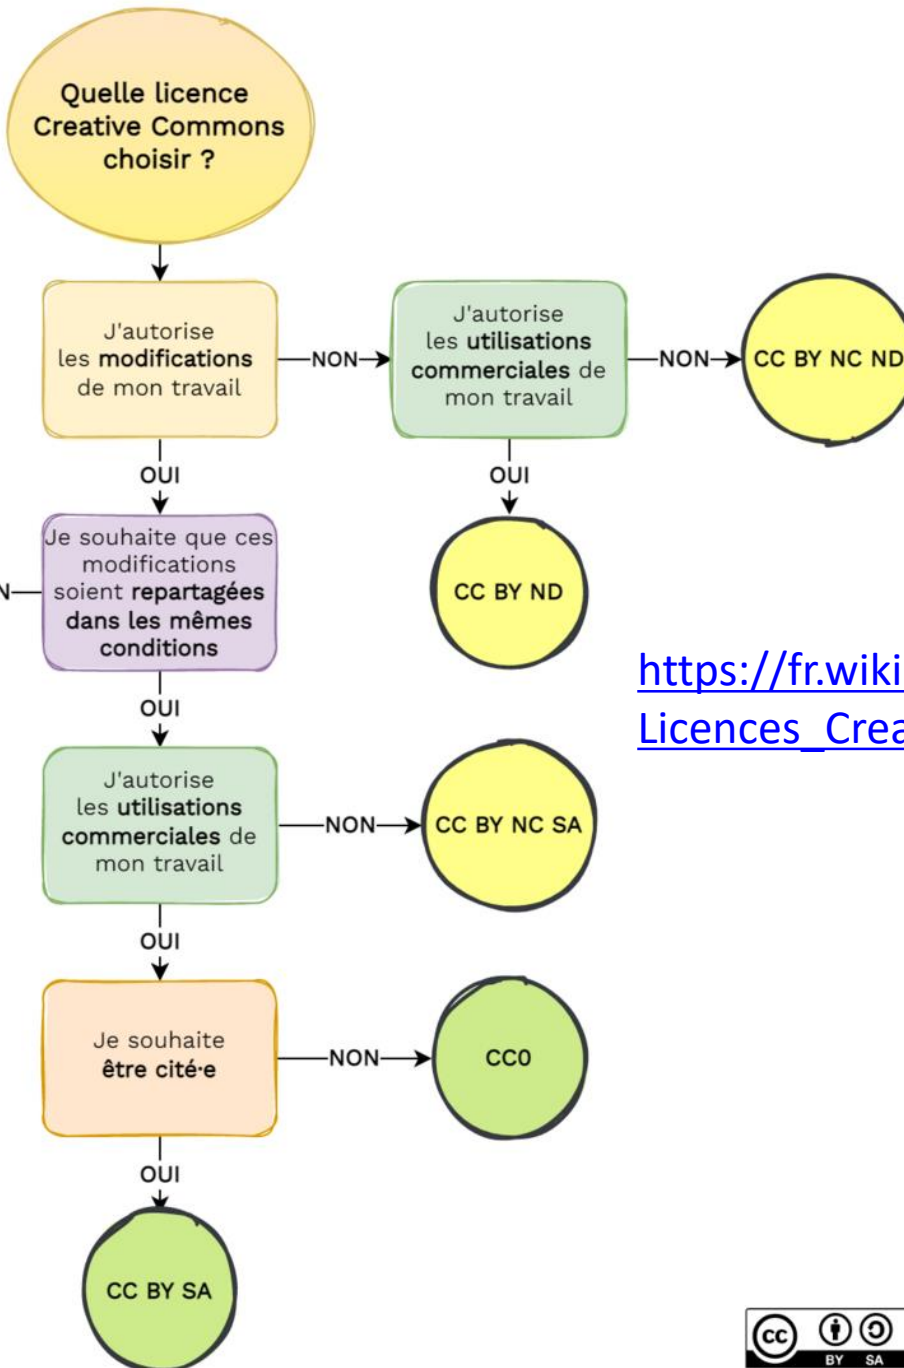 Quelle licence
Creative Commons
choisir ?
J'autorise
les modifications
de mon travail
NON
J'autorise
les utilisations
commerciales de
mon travail
NON
CC BY NC ND
OUI
OUI
Je souhaite que ces
modifications
soient repartagées
dans les mêmes
conditions
N
CC BY ND
https://fr.wiki
Licences_Crea
OUI
J'autorise
les utilisations
commerciales de
mon travail
NON
CC BY NC SA
OUI
Je souhaite
être cité·e
NON
CC0
OUI
CC BY SA
cc
BY SA